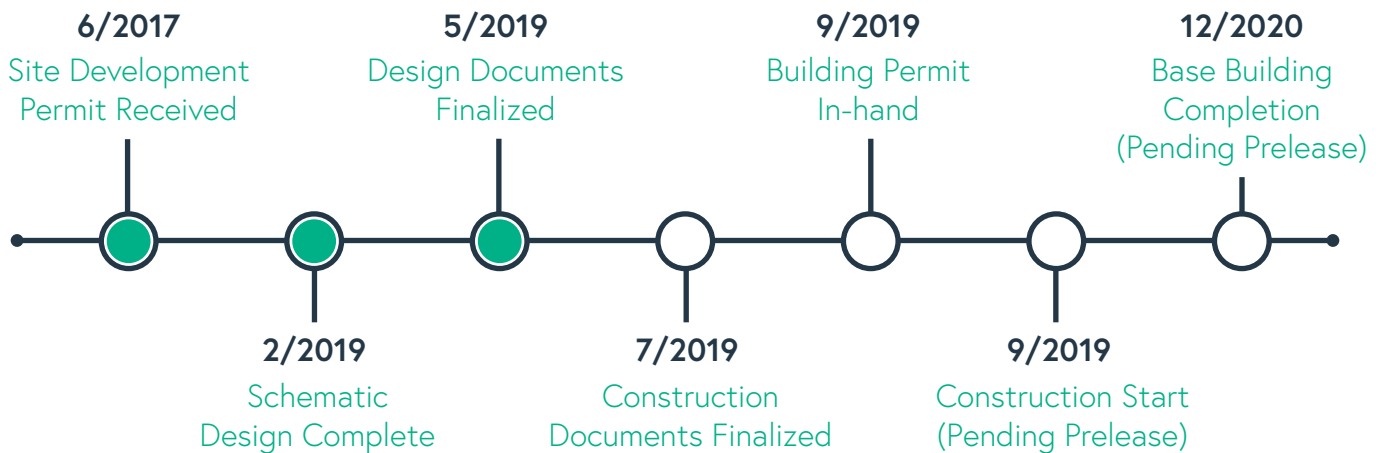 6/2017
Site Development
Permit Received
2/2019
Schematic
Design Complete
5/2019
Design Documents
Finalized
7/2019
Construction
Documents Finalized
9/2019
Building Permit
In-hand
9/2019
Construction Start
(Pending Prelease)
12/2020
Base Building
Completion
(Pending Prelease)